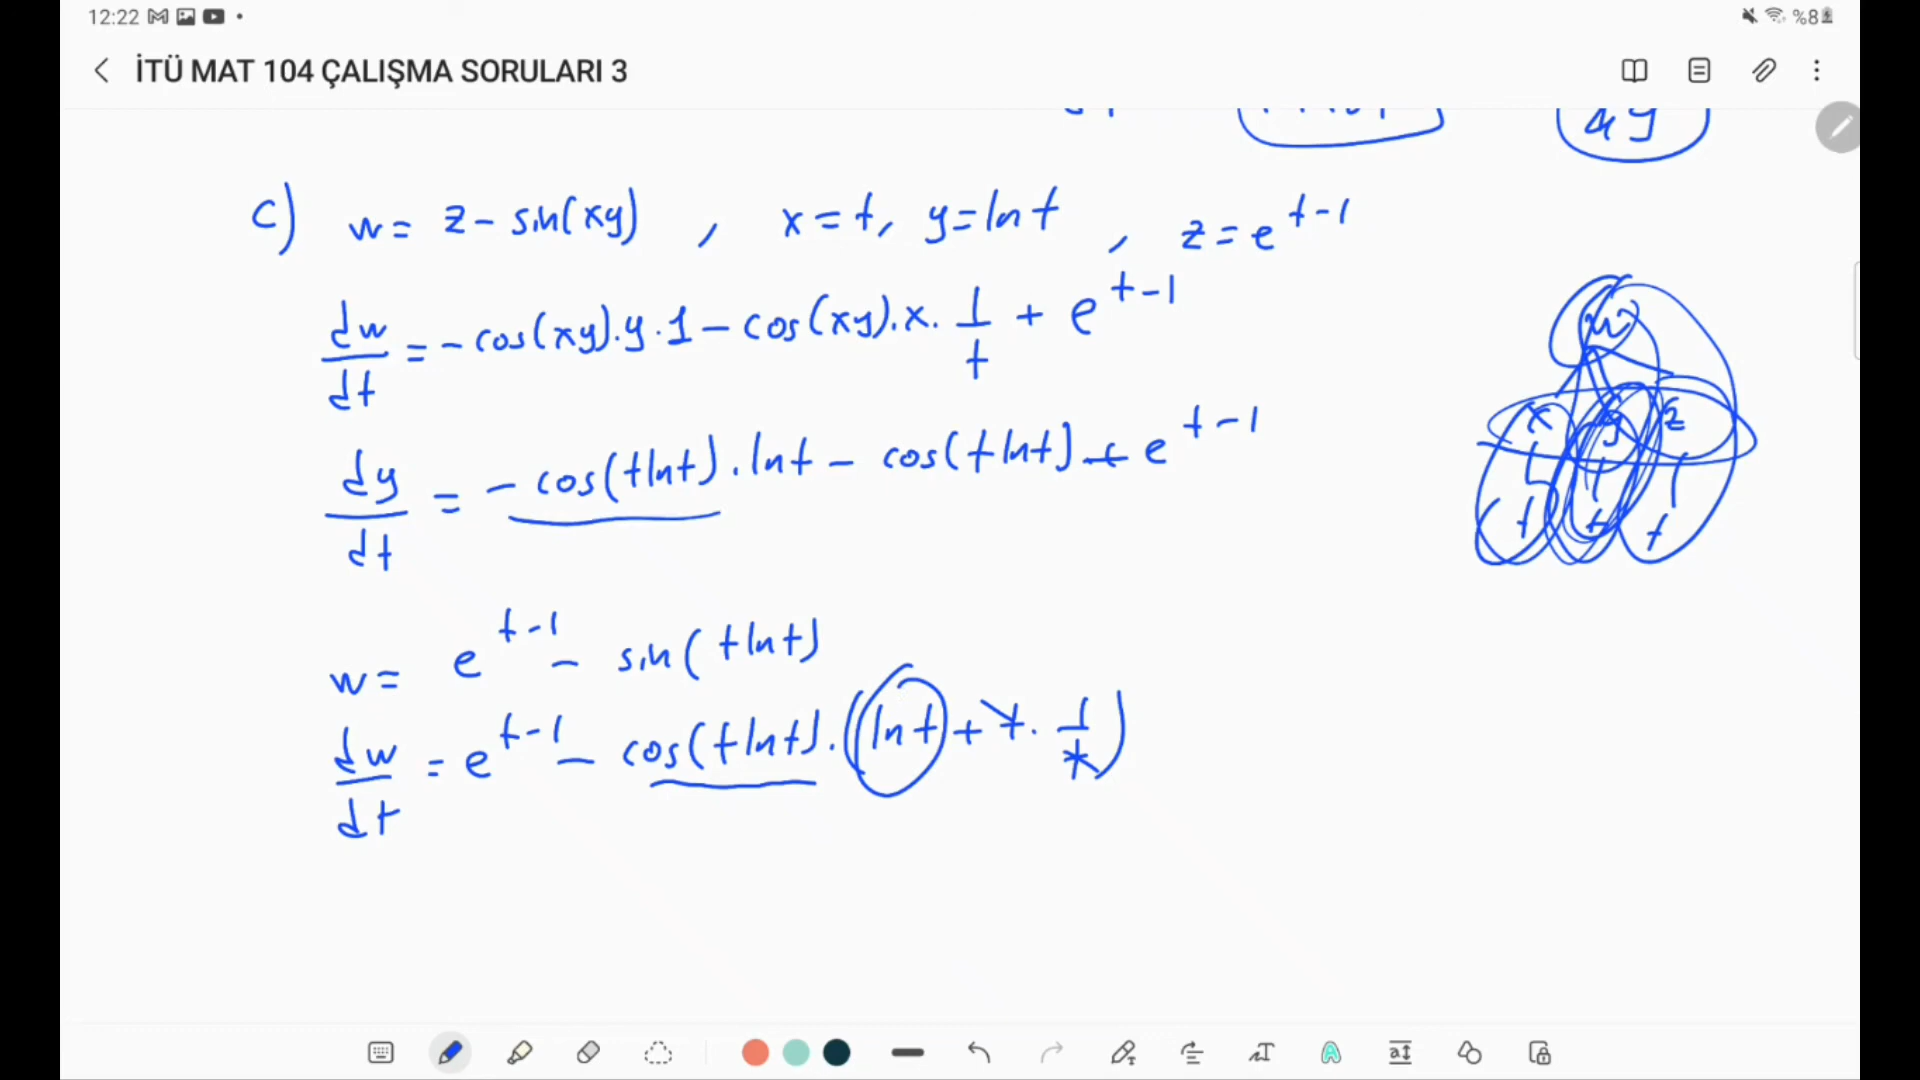 12:22 %8
İTÜ MAT 104 ÇALIŞMA SORULARI 3
4y
c) w = z - sin(xy) , x = t, y = ln t , z = e^{t-1}
dw/dt = - cos(xy).y.1 - cos(xy).x. 1/t + e^{t-1}
w
x y z
t t t
dy/dt = - cos(t ln t). ln t - cos(t ln t) + e^{t-1}
w = e^{t-1} - sin(t ln t)
dw/dt = e^{t-1} - cos(t ln t). (ln t + t. 1/t)